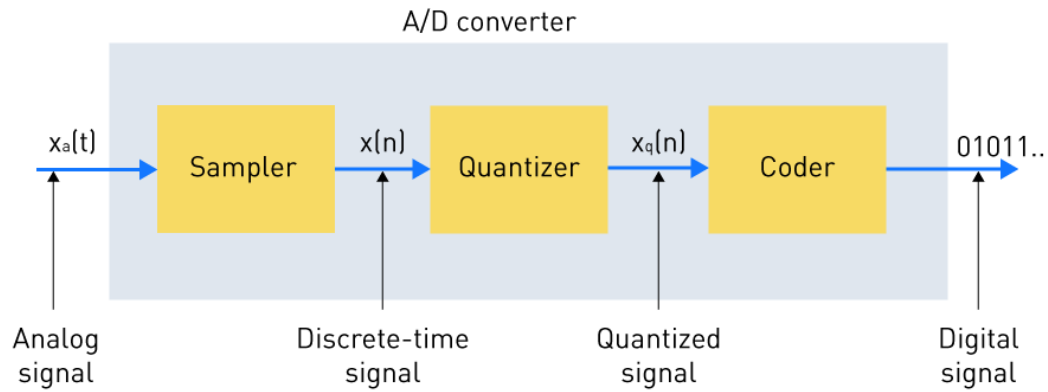 A/D converter
xa(t)
Sampler
x(n)
Quantizer
xq(n)
Coder
01011..
Analog
signal
Discrete-time
signal
Quantized
signal
Digital
signal